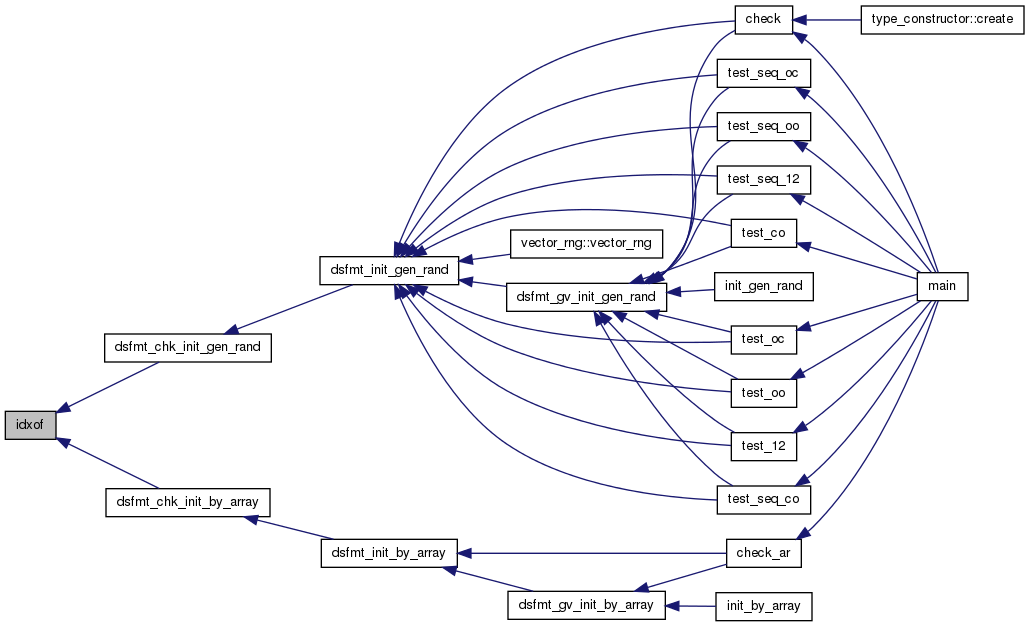 check
type_constructor::create
test_seq_oc
test_seq_oo
test_seq_12
test_co
vector_rng::vector_rng
dsfmt_init_gen_rand
dsfmt_gv_init_gen_rand
init_gen_rand
main
test_oc
dsfmt_chk_init_gen_rand
test_oo
idxof
test_12
test_seq_co
dsfmt_chk_init_by_array
dsfmt_init_by_array
check_ar
dsfmt_gv_init_by_array
init_by_array